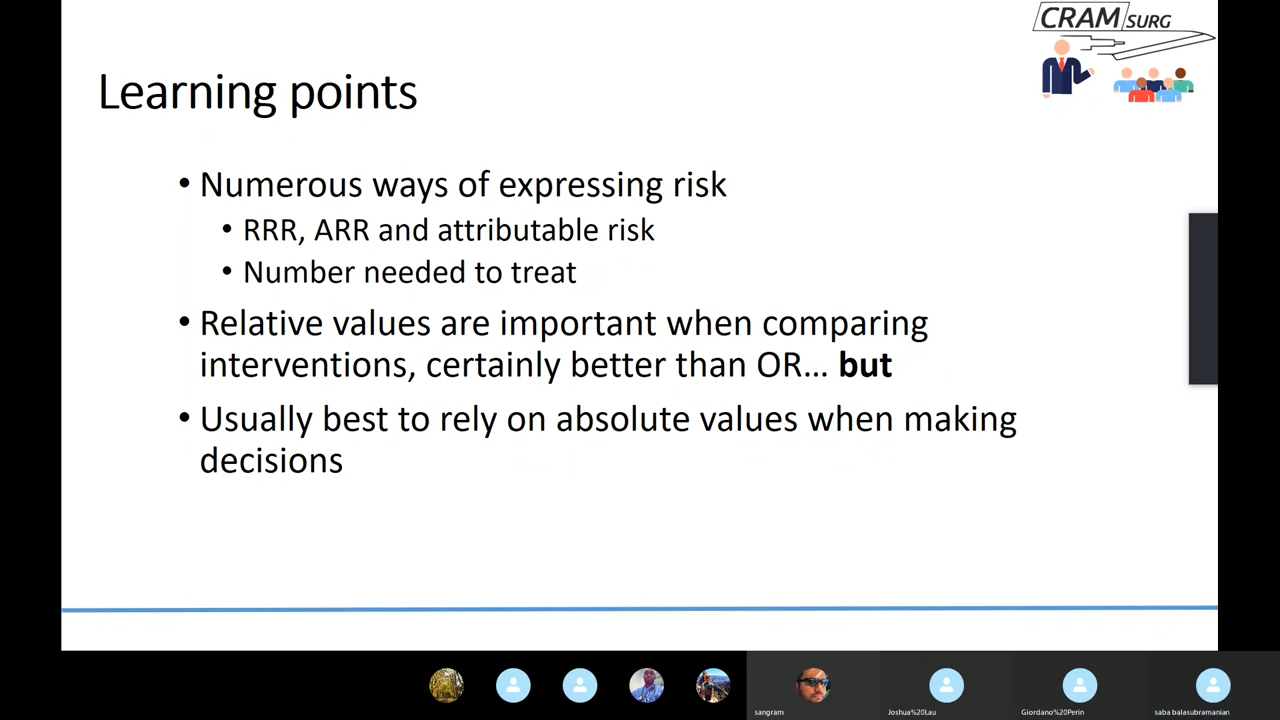 CRAM SURG
Learning points
• Numerous ways of expressing risk
• RRR, ARR and attributable risk
• Number needed to treat
• Relative values are important when comparing
interventions, certainly better than OR... but
• Usually best to rely on absolute values when making
decisions
sangram
Joshua%20Lau
Giordano%20Perin
saba balasubramanian